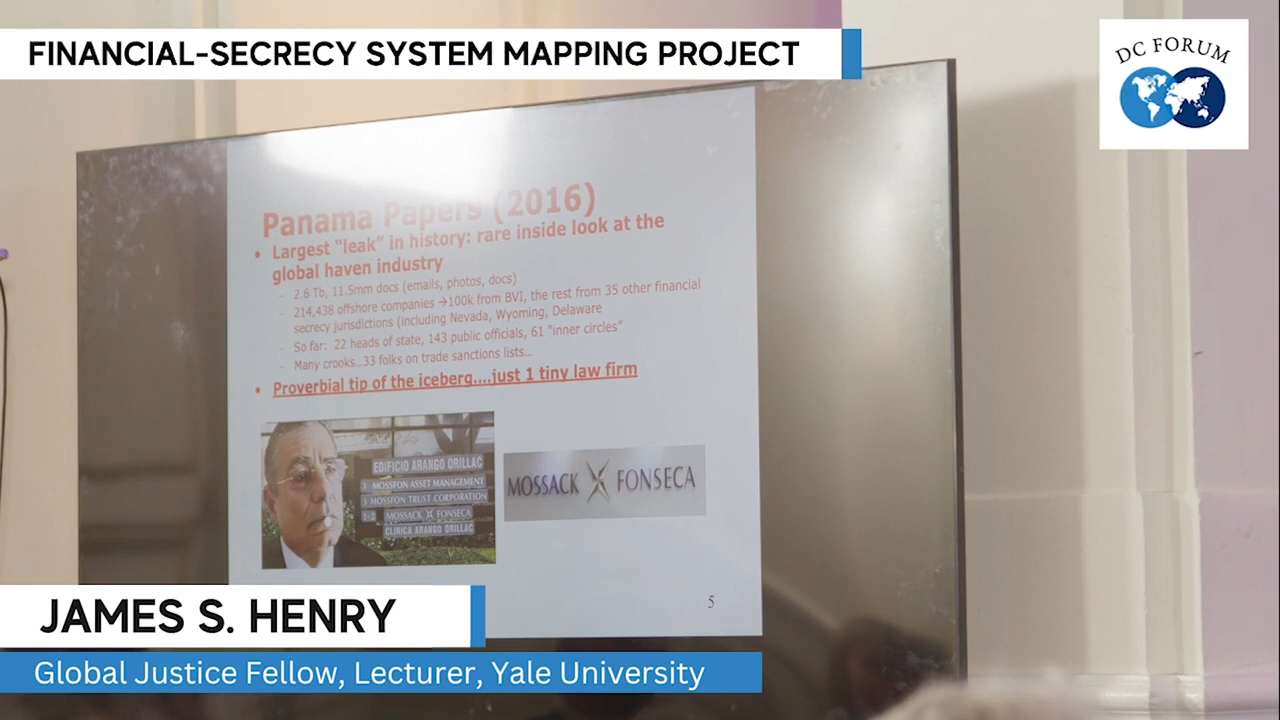 FINANCIAL-SECRECY SYSTEM MAPPING PROJECT
DC FORUM
Panama Papers (2016)
• Largest "leak" in history: rare inside look at the
global haven industry
- 2.6 Tb, 11.5mm docs (emails, photos, docs)
- 214,438 offshore companies →100k from BVI, the rest from 35 other financial
secrecy jurisdictions (including Nevada, Wyoming, Delaware
- So far: 22 heads of state, 143 public officials, 61 "inner circles"
- Many crooks...33 folks on trade sanctions lists...
• Proverbial tip of the iceberg....just 1 tiny law firm
EDIFICIO ARANGO ORILLAC
3 MOSSFON ASSET MANAGEMENT
MOSSFON TRUST CORPORATION
1-2 MOSSACK FONSECA
CLINICA ARANGO ORILLAC
MOSSACK FONSECA
5
JAMES S. HENRY
Global Justice Fellow, Lecturer, Yale University